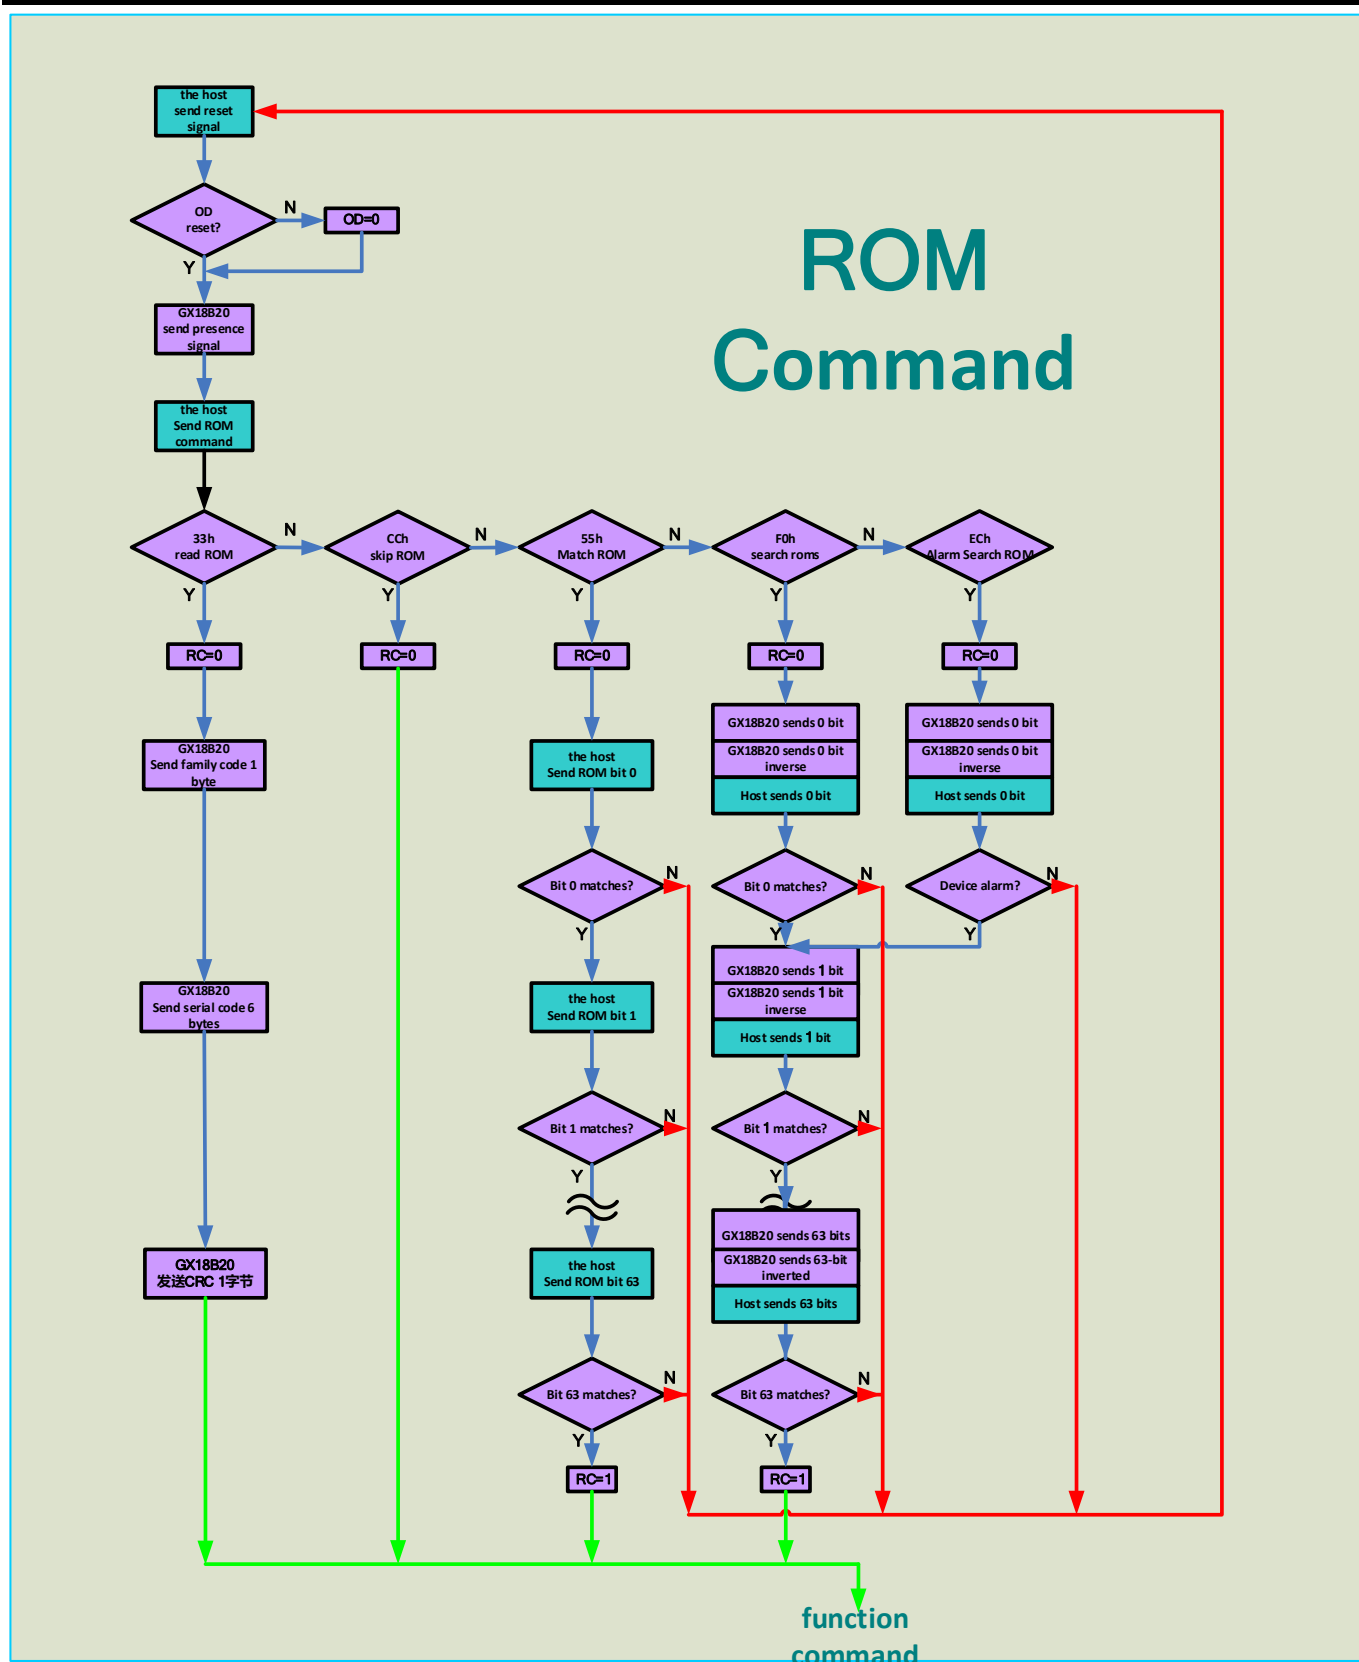 the host
send reset
signal
OD
reset?
N
OD=0
Y
ROM
Command
GX18B20
send presence
signal
the host
Send ROM
command
33h
read ROM
N
CCh
skip ROM
N
55h
Match ROM
N
F0h
search roms
N
ECh
Alarm Search ROM
Y
Y
Y
Y
Y
RC=0
RC=0
RC=0
RC=0
RC=0
GX18B20
Send family code 1
byte
the host
Send ROM bit 0
GX18B20 sends 0 bit
GX18B20 sends 0 bit
inverse
Host sends 0 bit
GX18B20 sends 0 bit
GX18B20 sends 0 bit
inverse
Host sends 0 bit
Bit 0 matches?
N
Bit 0 matches?
N
Device alarm?
N
Y
Y
Y
GX18B20
Send serial code 6
bytes
the host
Send ROM bit 1
GX18B20 sends 1 bit
GX18B20 sends 1 bit
inverse
Host sends 1 bit
Bit 1 matches?
N
Bit 1 matches?
N
Y
Y
GX18B20
发送CRC 1字节
the host
Send ROM bit 63
GX18B20 sends 63 bits
GX18B20 sends 63-bit
inverted
Host sends 63 bits
Bit 63 matches?
N
Bit 63 matches?
N
Y
Y
RC=1
RC=1
function
command